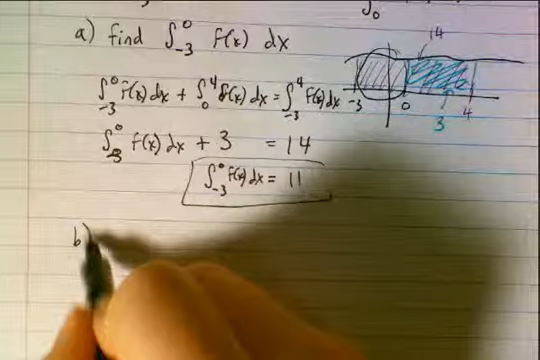 ∫₀
a) find ∫₋₃⁰ f(x) dx
14
∫₋₃⁰ f(x) dx + ∫₀⁴ f(x) dx = ∫₋₃⁴ f(x) dx
-3 0 3 4
∫₋₃⁰ f(x) dx + 3 = 14
∫₋₃⁰ f(x) dx = 11
b)